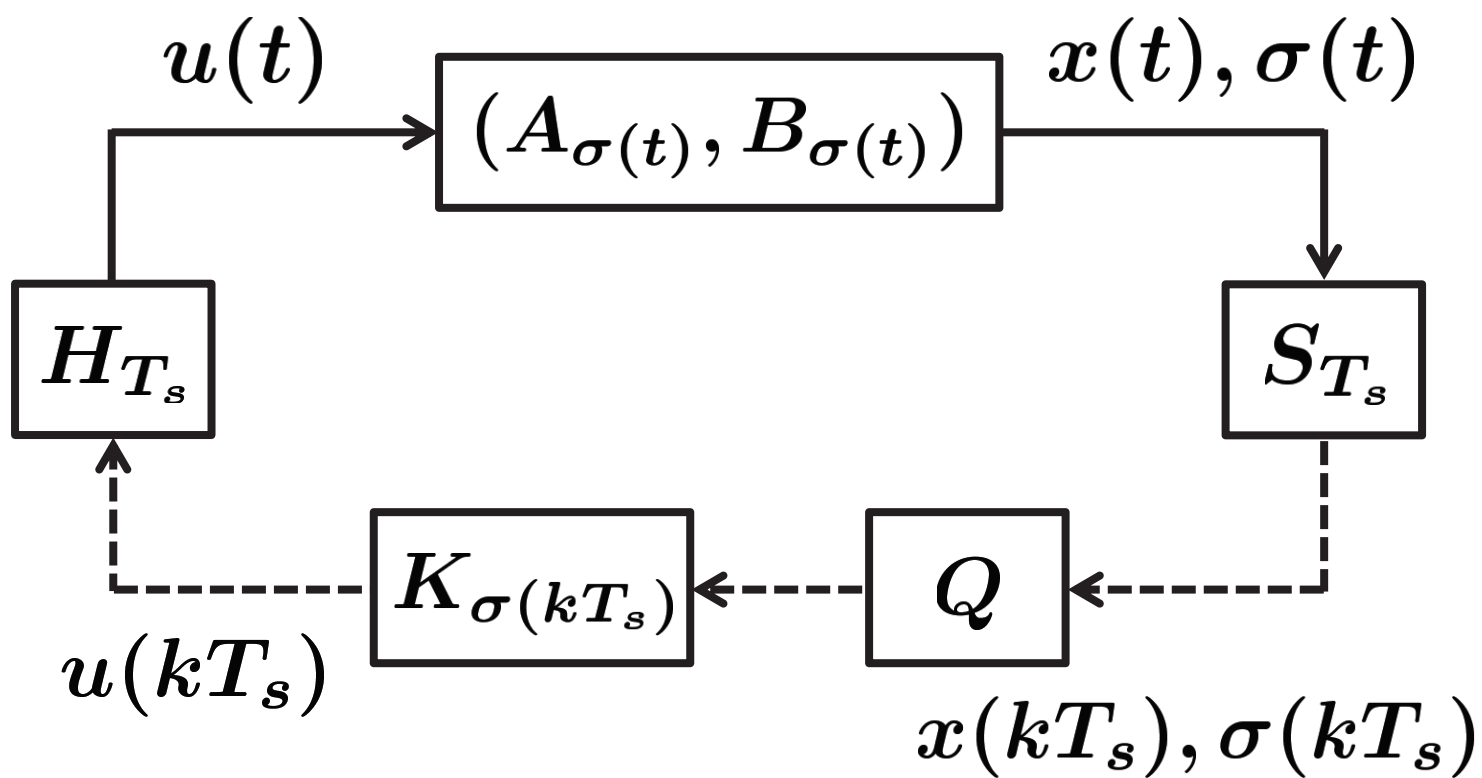 u(t)
x(t), σ(t)
(A_{σ(t)}, B_{σ(t)})
H_{T_s}
S_{T_s}
K_{σ(kT_s)}
Q
u(kT_s)
x(kT_s), σ(kT_s)